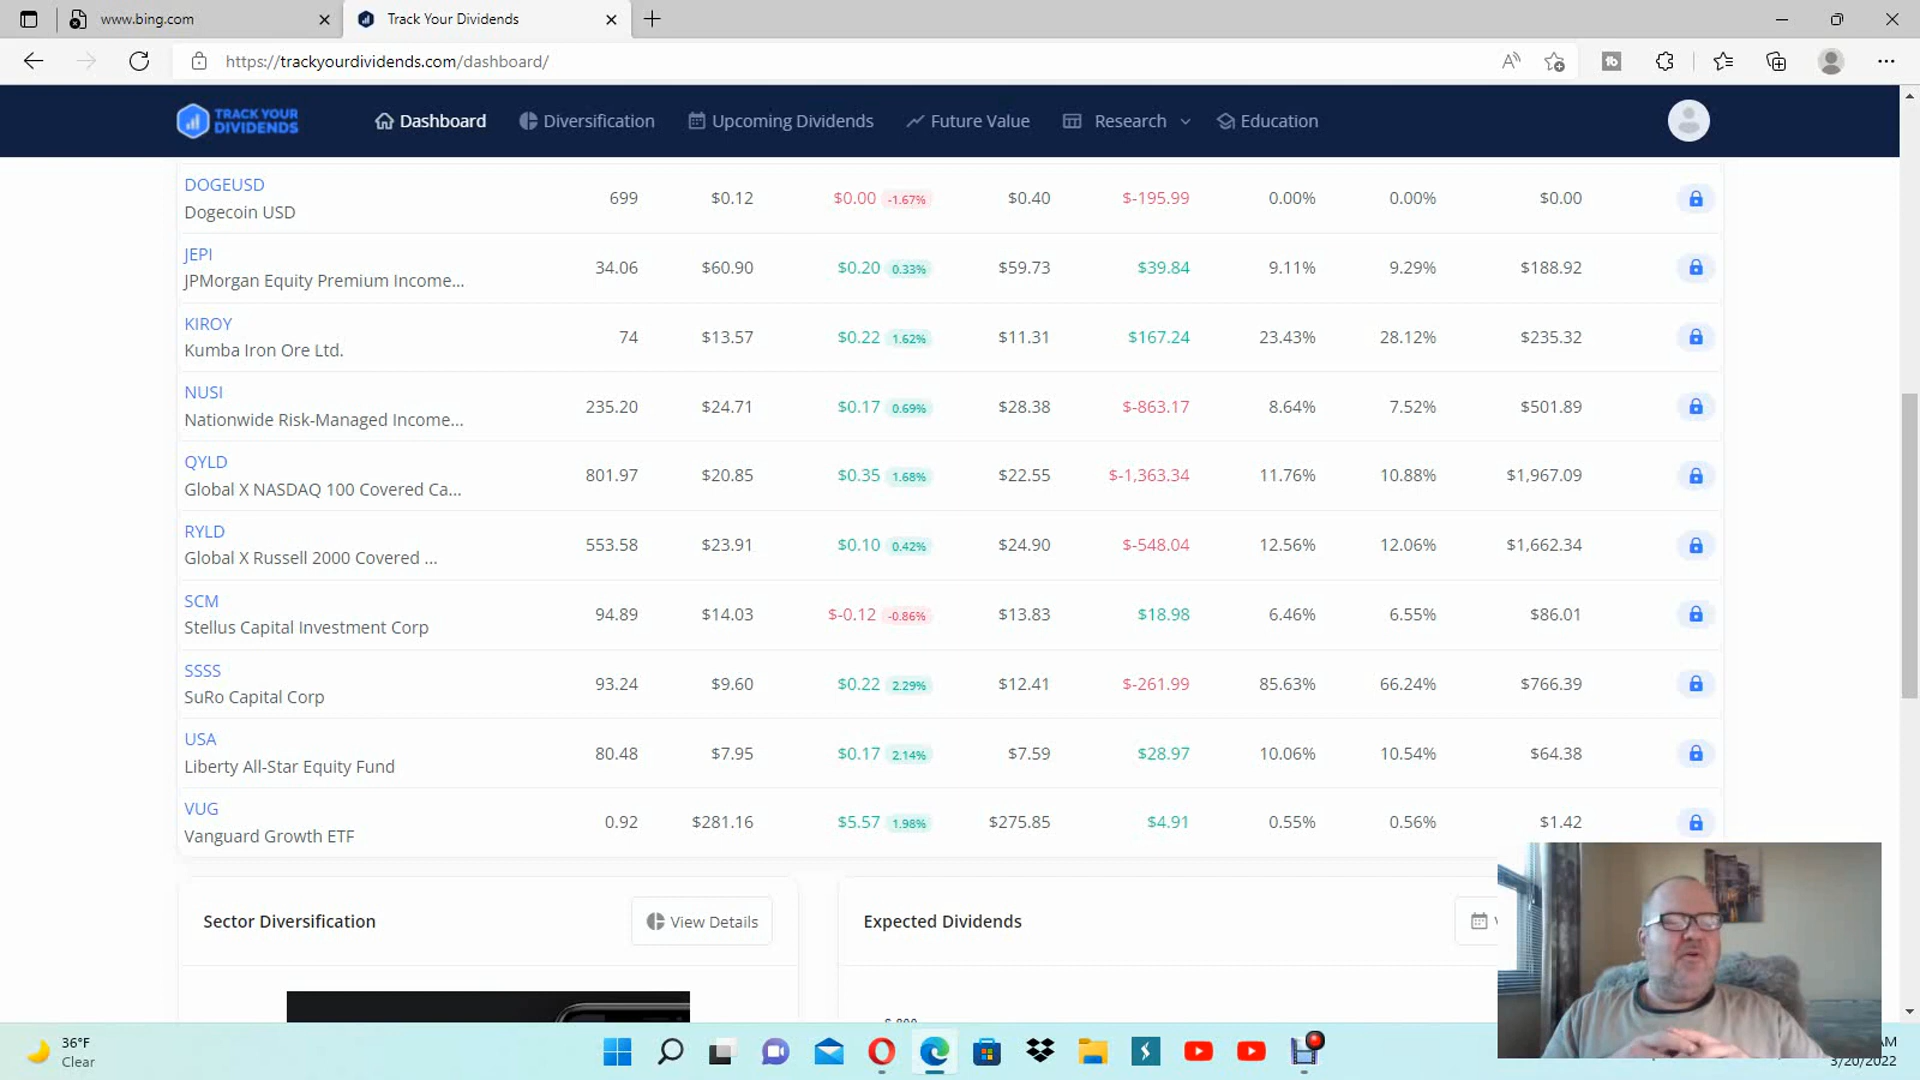 www.bing.com
Track Your Dividends
https://trackyourdividends.com/dashboard/
TRACK YOUR
DIVIDENDS
Dashboard
Diversification
Upcoming Dividends
Future Value
Research
Education
DOGEUSD
Dogecoin USD
699 $0.12 $0.00 -1.67% $0.40 $-195.99 0.00% 0.00% $0.00
JEPI
JPMorgan Equity Premium Income...
34.06 $60.90 $0.20 0.33% $59.73 $39.84 9.11% 9.29% $188.92
KIROY
Kumba Iron Ore Ltd.
74 $13.57 $0.22 1.62% $11.31 $167.24 23.43% 28.12% $235.32
NUSI
Nationwide Risk-Managed Income...
235.20 $24.71 $0.17 0.69% $28.38 $-863.17 8.64% 7.52% $501.89
QYLD
Global X NASDAQ 100 Covered Ca...
801.97 $20.85 $0.35 1.68% $22.55 $-1,363.34 11.76% 10.88% $1,967.09
RYLD
Global X Russell 2000 Covered ...
553.58 $23.91 $0.10 0.42% $24.90 $-548.04 12.56% 12.06% $1,662.34
SCM
Stellus Capital Investment Corp
94.89 $14.03 $-0.12 -0.86% $13.83 $18.98 6.46% 6.55% $86.01
SSSS
SuRo Capital Corp
93.24 $9.60 $0.22 2.29% $12.41 $-261.99 85.63% 66.24% $766.39
USA
Liberty All-Star Equity Fund
80.48 $7.95 $0.17 2.14% $7.59 $28.97 10.06% 10.54% $64.38
VUG
Vanguard Growth ETF
0.92 $281.16 $5.57 1.98% $275.85 $4.91 0.55% 0.56% $1.42
Sector Diversification
View Details
Expected Dividends
36°F
Clear
AM
3/20/2022